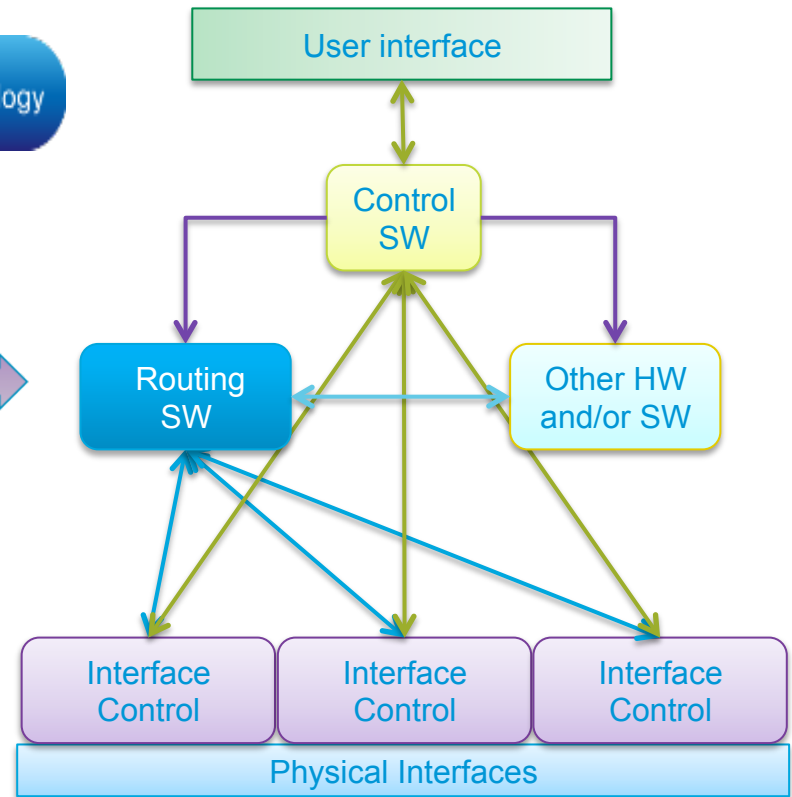 User interface
Control
SW
Routing
SW
Other HW
and/or SW
Interface
Control
Interface
Control
Interface
Control
Physical Interfaces